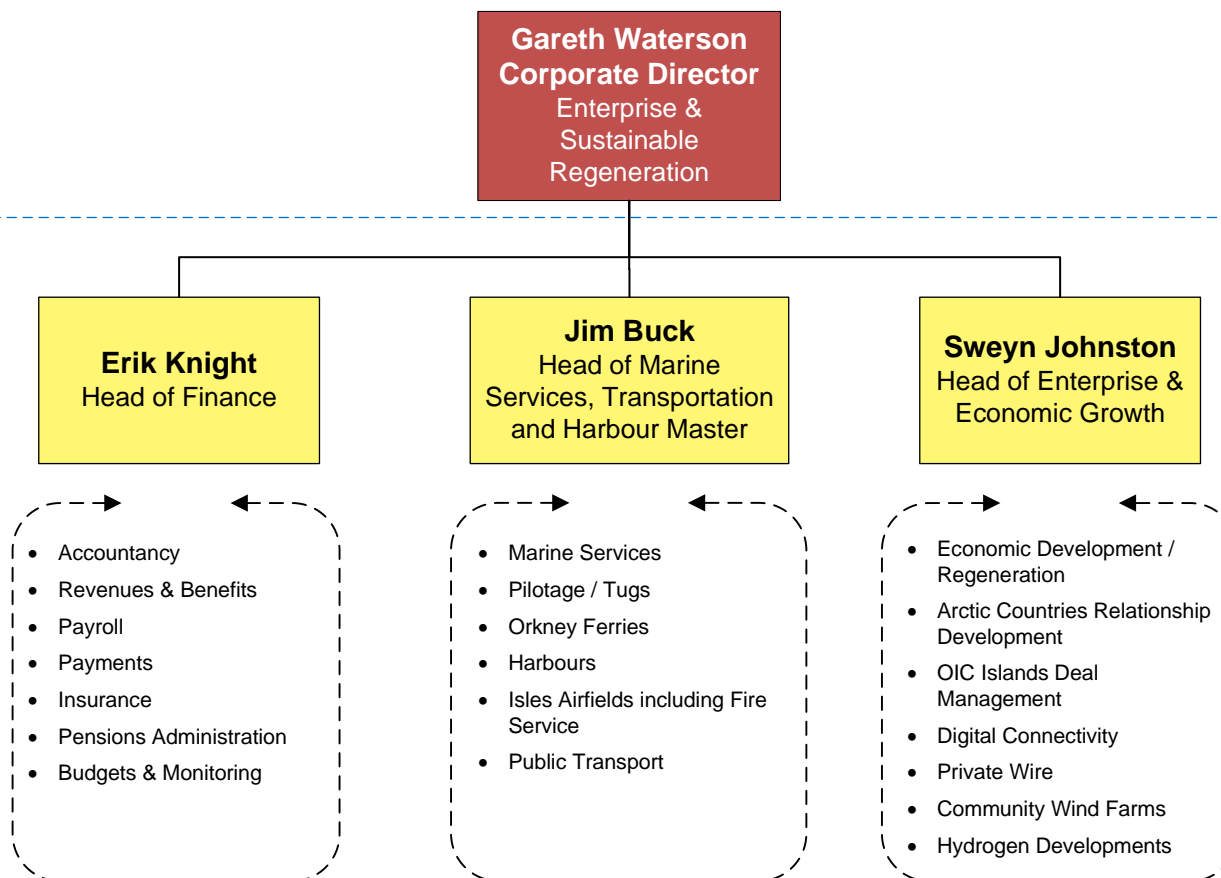 Gareth Waterson
Corporate Director
Enterprise &
Sustainable
Regeneration
Erik Knight
Head of Finance
Jim Buck
Head of Marine
Services, Transportation
and Harbour Master
Sweyn Johnston
Head of Enterprise &
Economic Growth
• Accountancy
• Revenues & Benefits
• Payroll
• Payments
• Insurance
• Pensions Administration
• Budgets & Monitoring
• Marine Services
• Pilotage / Tugs
• Orkney Ferries
• Harbours
• Isles Airfields including Fire
Service
• Public Transport
• Economic Development /
Regeneration
• Arctic Countries Relationship
Development
• OIC Islands Deal
Management
• Digital Connectivity
• Private Wire
• Community Wind Farms
• Hydrogen Developments